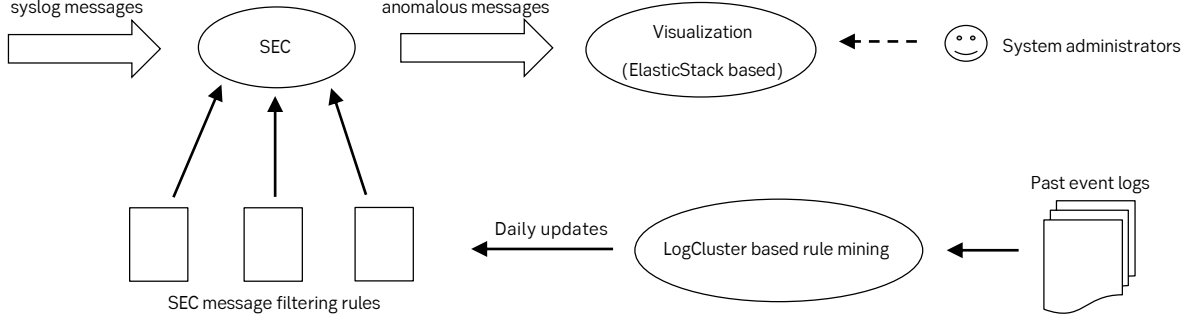 syslog messages
anomalous messages
SEC
Visualization
(ElasticStack based)
System administrators
Past event logs
Daily updates
LogCluster based rule mining
SEC message filtering rules